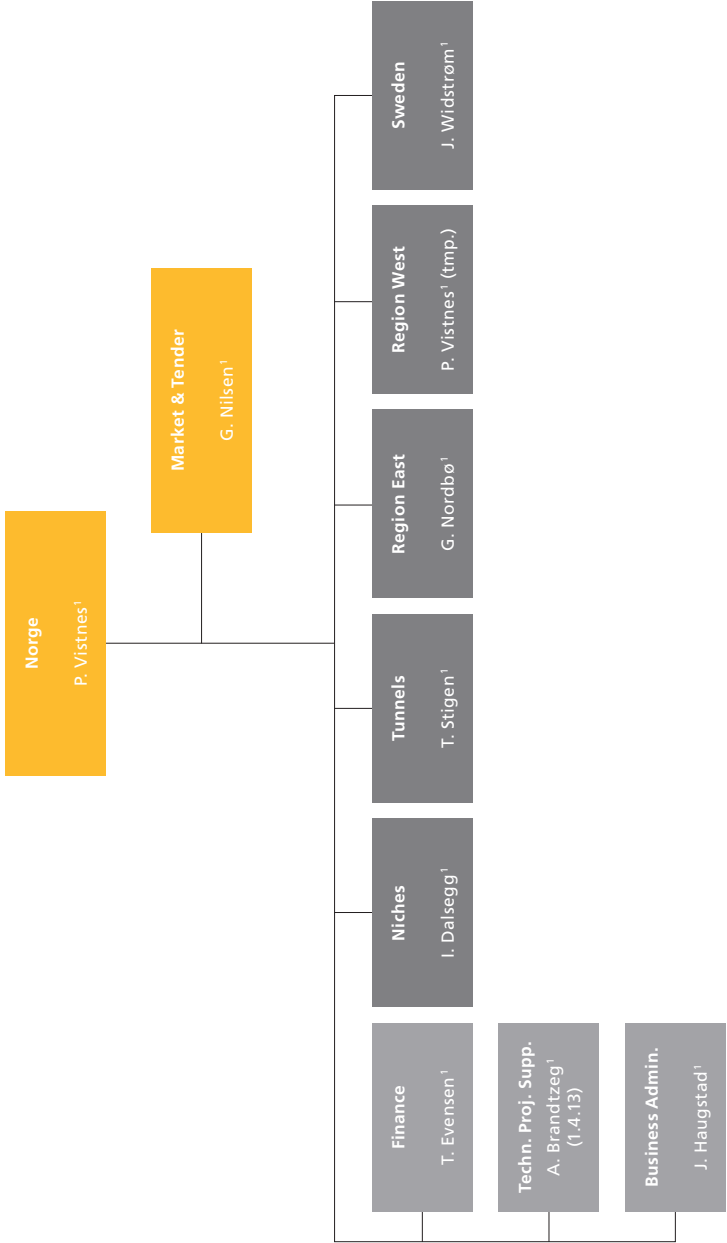 Norge
P. Vistnes¹
Market & Tender
G. Nilsen¹
Finance
T. Evensen¹
Techn. Proj. Supp.
A. Brandtzeg¹
(1.4.13)
Business Admin.
J. Haugstad¹
Niches
I. Dalsegg¹
Tunnels
T. Stigen¹
Region East
G. Nordbø¹
Region West
P. Vistnes¹ (tmp.)
Sweden
J. Widstrøm¹